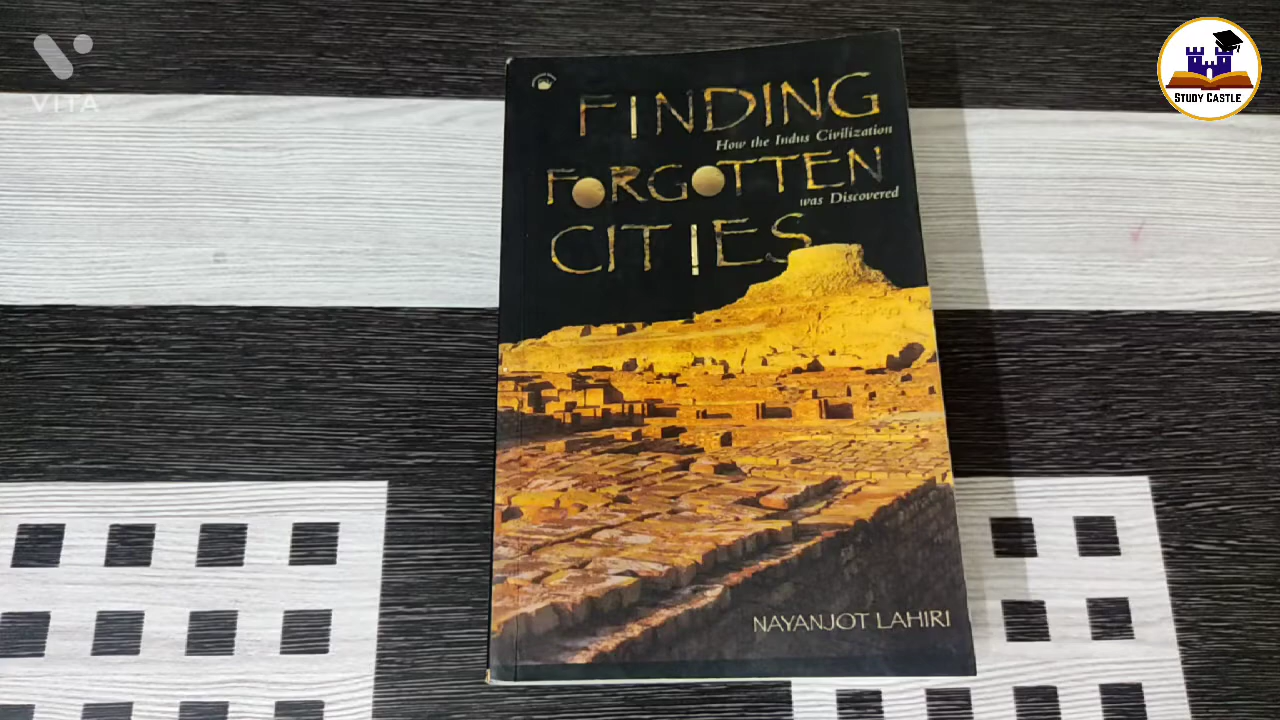 VITA
STUDY CASTLE
FINDING
How the Indus Civilization
FORGOTTEN
was Discovered
CITIES
NAYANJOT LAHIRI